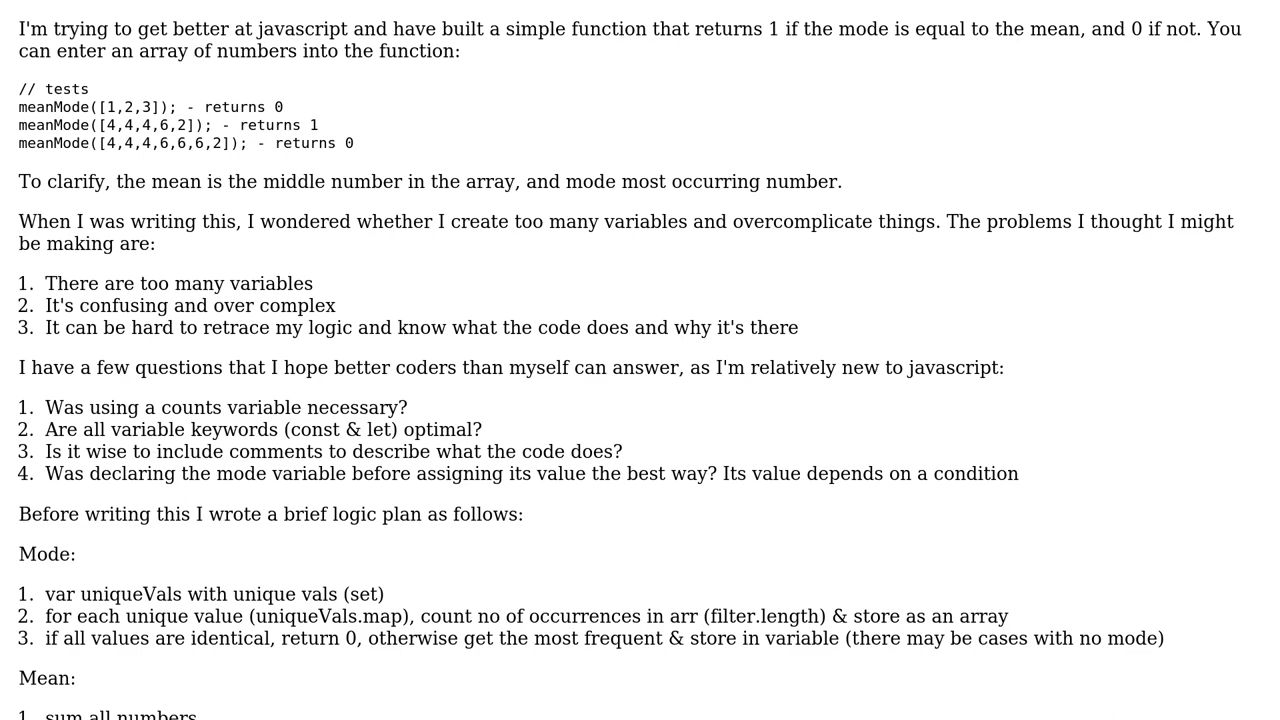 I'm trying to get better at javascript and have built a simple function that returns 1 if the mode is equal to the mean, and 0 if not. You
can enter an array of numbers into the function:
// tests
meanMode([1,2,3]); - returns 0
meanMode([4,4,4,6,2]); - returns 1
meanMode([4,4,4,6,6,6,2]); - returns 0
To clarify, the mean is the middle number in the array, and mode most occurring number.
When I was writing this, I wondered whether I create too many variables and overcomplicate things. The problems I thought I might
be making are:
1. There are too many variables
2. It's confusing and over complex
3. It can be hard to retrace my logic and know what the code does and why it's there
I have a few questions that I hope better coders than myself can answer, as I'm relatively new to javascript:
1. Was using a counts variable necessary?
2. Are all variable keywords (const & let) optimal?
3. Is it wise to include comments to describe what the code does?
4. Was declaring the mode variable before assigning its value the best way? Its value depends on a condition
Before writing this I wrote a brief logic plan as follows:
Mode:
1. var uniqueVals with unique vals (set)
2. for each unique value (uniqueVals.map), count no of occurrences in arr (filter.length) & store as an array
3. if all values are identical, return 0, otherwise get the most frequent & store in variable (there may be cases with no mode)
Mean:
1. sum all numbers